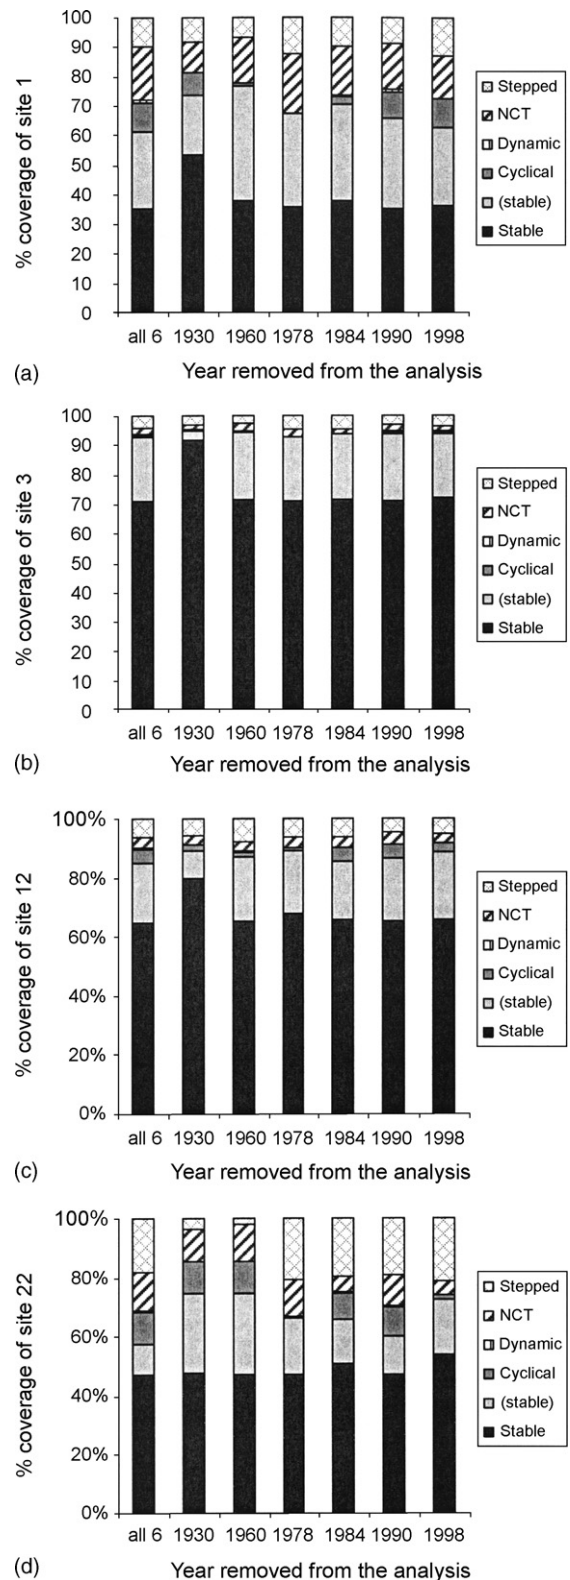 % coverage of site 1
100
90
80
70
60
50
40
30
20
10
0
all 6 1930 1960 1978 1984 1990 1998
Stepped
NCT
Dynamic
Cyclical
(stable)
Stable
(a) Year removed from the analysis
% coverage of site 3
100
90
80
70
60
50
40
30
20
10
0
all 6 1930 1960 1978 1984 1990 1998
Stepped
NCT
Dynamic
Cyclical
(stable)
Stable
(b) Year removed from the analysis
% coverage of site 12
100%
80%
60%
40%
20%
0%
all 6 1930 1960 1978 1984 1990 1998
Stepped
NCT
Dynamic
Cyclical
(stable)
Stable
(c) Year removed from the analysis
% coverage of site 22
100%
80%
60%
40%
20%
0%
all 6 1930 1960 1978 1984 1990 1998
Stepped
NCT
Dynamic
Cyclical
(stable)
Stable
(d) Year removed from the analysis